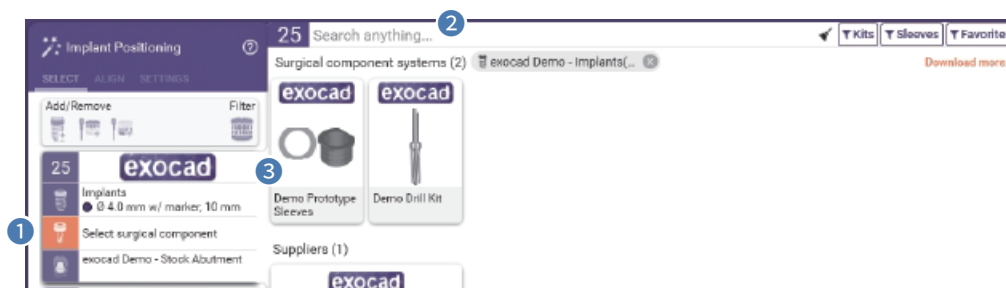 Implant Positioning
SELECT ALIGN SETTINGS
Add/Remove Filter
25 exocad
Implants
Ø 4.0 mm w/ marker, 10 mm
1
Select surgical component
exocad Demo - Stock Abutment
25 Search anything...
2
Kits Sleeves Favorite
Surgical component systems (2) exocad Demo - Implants(... Download more
exocad exocad
3
Demo Prototype Sleeves
Demo Drill Kit
Suppliers (1)
exocad